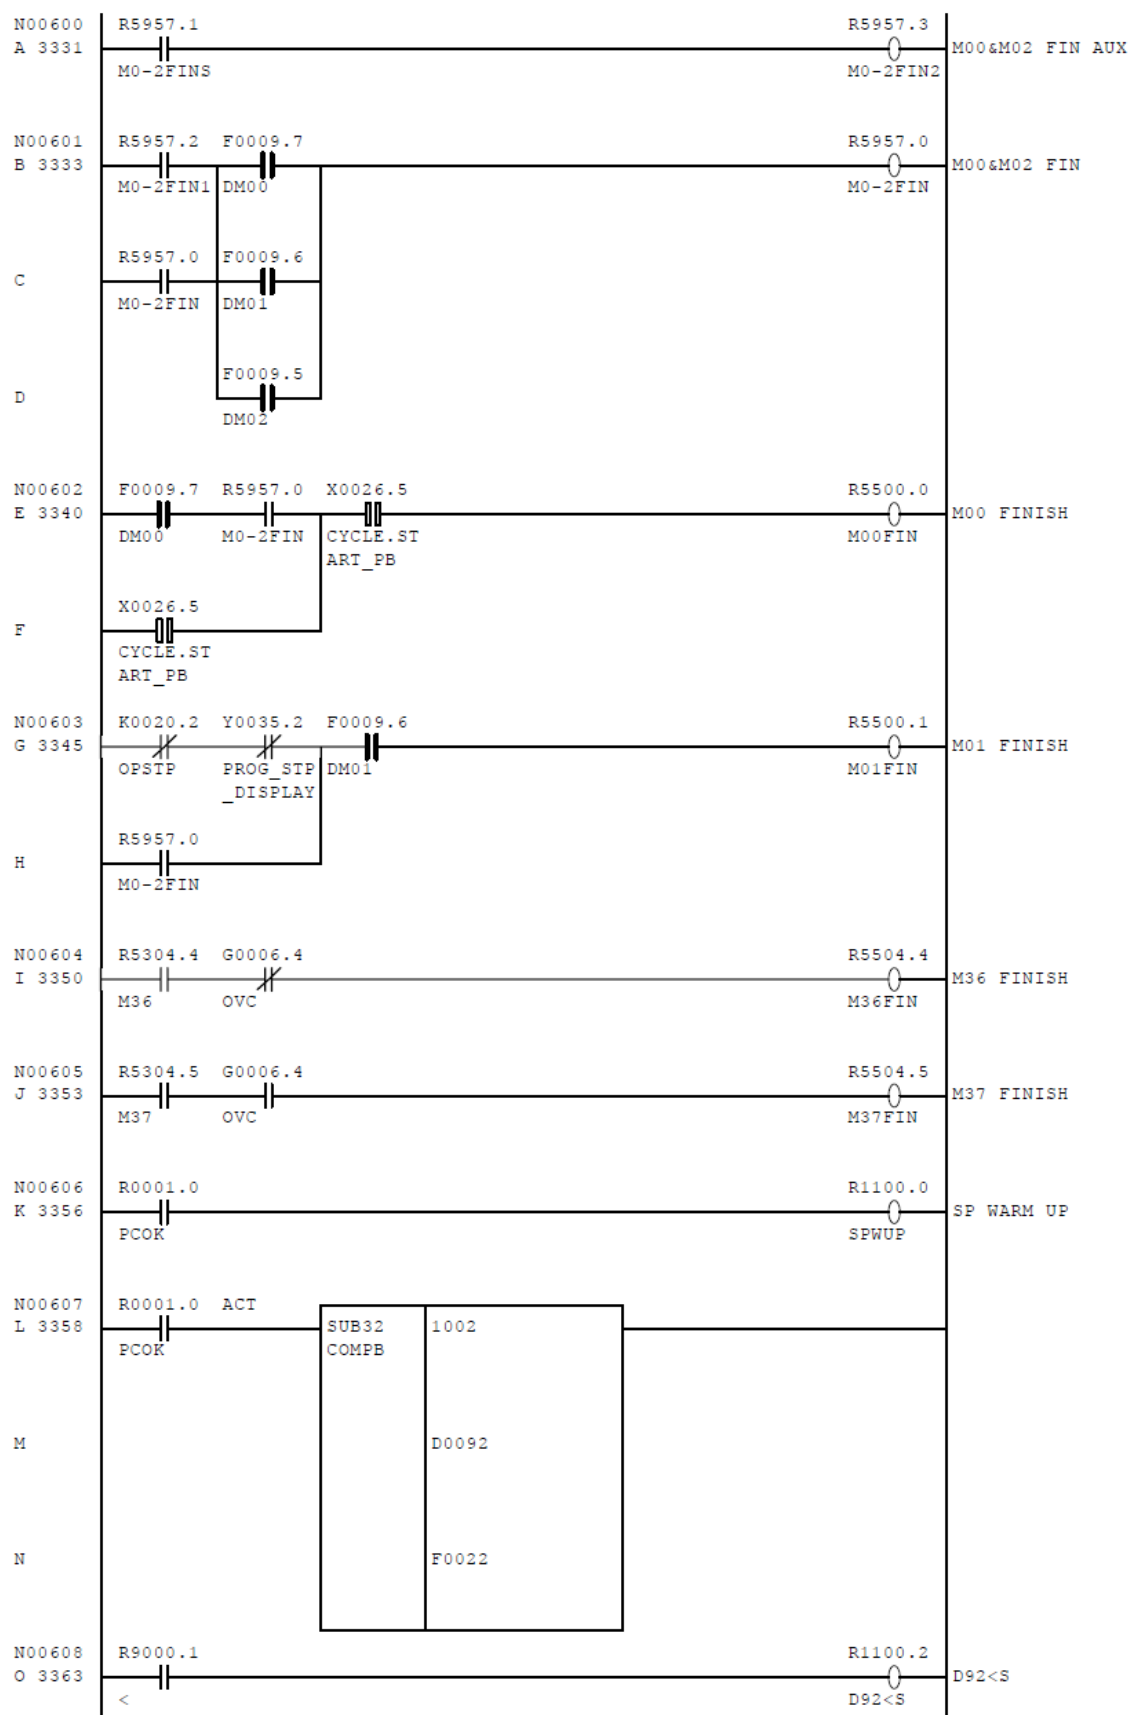 N00600 R5957.1 R5957.3
A 3331 M00&M02 FIN AUX
M0-2FINS M0-2FIN2
N00601 R5957.2 F0009.7 R5957.0
B 3333 M00&M02 FIN
M0-2FIN1 DM00 M0-2FIN
R5957.0 F0009.6
C
M0-2FIN DM01
F0009.5
D
DM02
N00602 F0009.7 R5957.0 X0026.5 R5500.0
E 3340 M00 FINISH
DM00 M0-2FIN CYCLE.ST M00FIN
ART_PB
X0026.5
F
CYCLE.ST
ART_PB
N00603 K0020.2 Y0035.2 F0009.6 R5500.1
G 3345 M01 FINISH
OPSTP PROG_STP DM01 M01FIN
_DISPLAY
R5957.0
H
M0-2FIN
N00604 R5304.4 G0006.4 R5504.4
I 3350 M36 FINISH
M36 OVC M36FIN
N00605 R5304.5 G0006.4 R5504.5
J 3353 M37 FINISH
M37 OVC M37FIN
N00606 R0001.0 R1100.0
K 3356 SP WARM UP
PCOK SPWUP
N00607 R0001.0 ACT
L 3358 SUB32 1002
PCOK COMPB
M D0092
N F0022
N00608 R9000.1 R1100.2
O 3363 D92<S
< D92<S